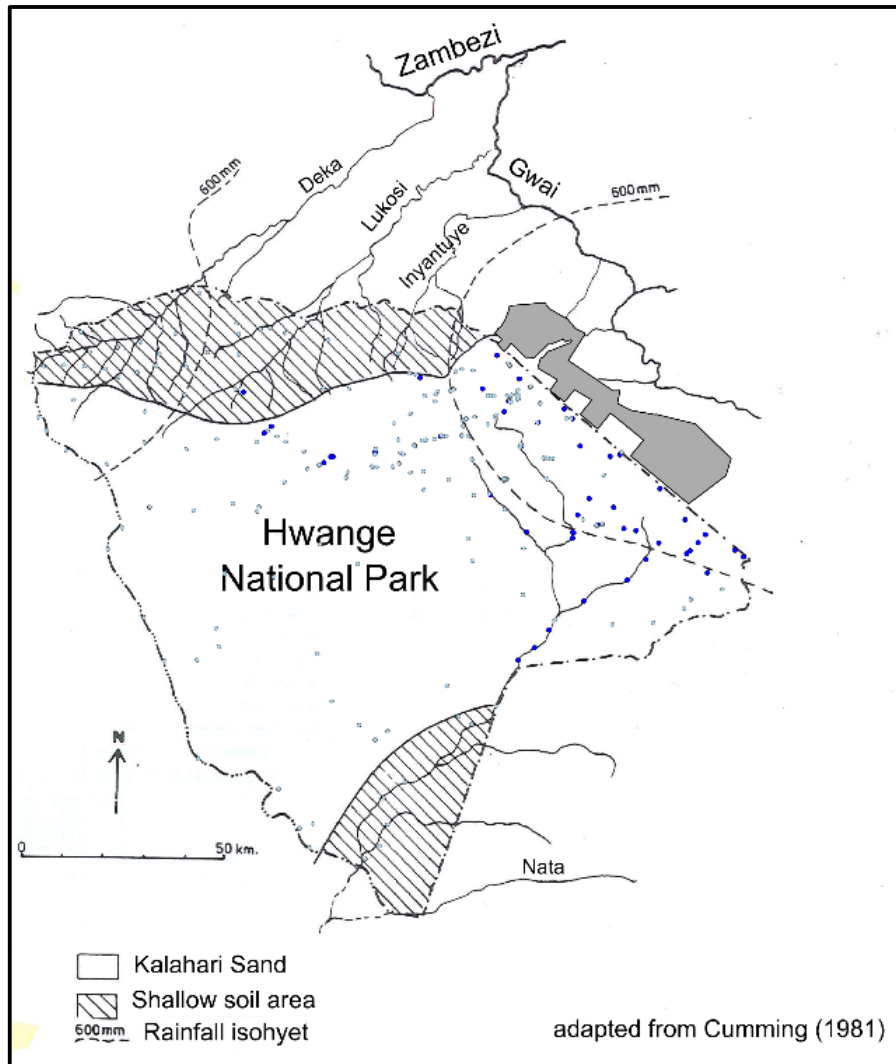 Zambezi
Gwai
Deka
600mm
600mm
Lukosi
Inyantuye
Hwange
National Park
N
0
50 km.
Nata
Kalahari Sand
Shallow soil area
600mm
Rainfall isohyet
adapted from Cumming (1981)